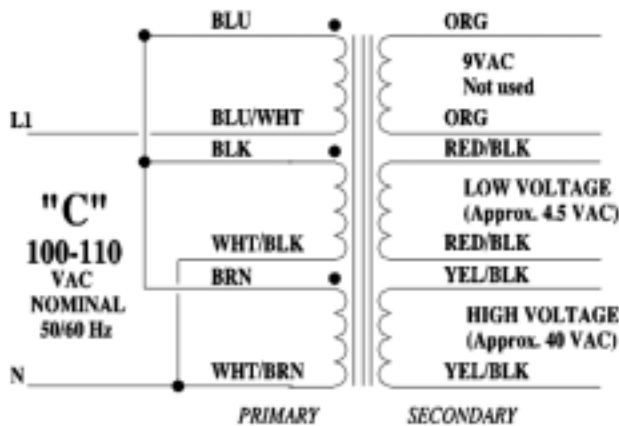 BLU
ORG
9VAC
Not used
L1
BLU/WHT
ORG
BLK
RED/BLK
"C"
100-110
VAC
NOMINAL
50/60 Hz
LOW VOLTAGE
(Approx. 4.5 VAC)
WHT/BLK
RED/BLK
BRN
YEL/BLK
HIGH VOLTAGE
(Approx. 40 VAC)
N
WHT/BRN
YEL/BLK
PRIMARY
SECONDARY